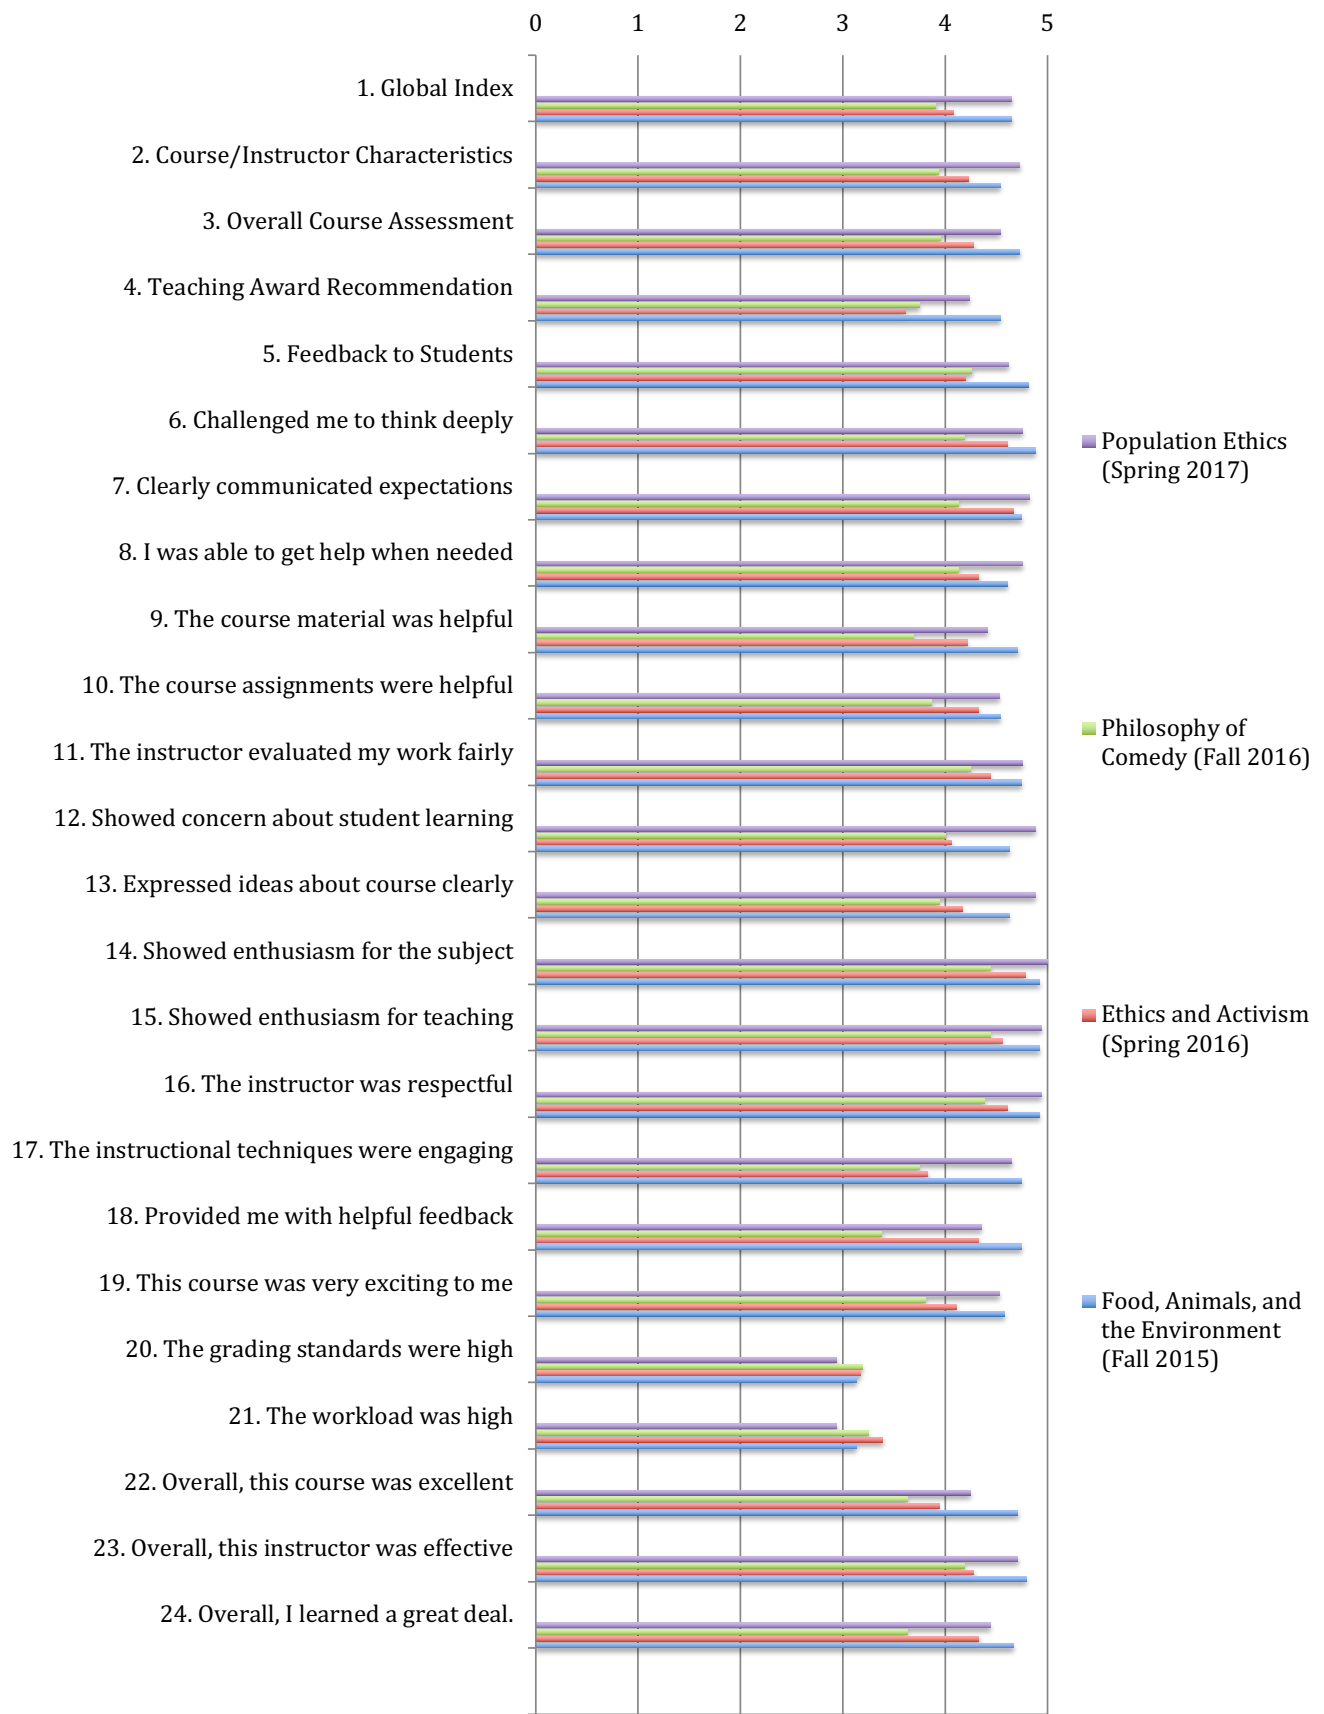 0 1 2 3 4 5
1. Global Index
2. Course/Instructor Characteristics
3. Overall Course Assessment
4. Teaching Award Recommendation
5. Feedback to Students
6. Challenged me to think deeply
7. Clearly communicated expectations
8. I was able to get help when needed
9. The course material was helpful
10. The course assignments were helpful
11. The instructor evaluated my work fairly
12. Showed concern about student learning
13. Expressed ideas about course clearly
14. Showed enthusiasm for the subject
15. Showed enthusiasm for teaching
16. The instructor was respectful
17. The instructional techniques were engaging
18. Provided me with helpful feedback
19. This course was very exciting to me
20. The grading standards were high
21. The workload was high
22. Overall, this course was excellent
23. Overall, this instructor was effective
24. Overall, I learned a great deal.
Population Ethics
(Spring 2017)
Philosophy of
Comedy (Fall 2016)
Ethics and Activism
(Spring 2016)
Food, Animals, and
the Environment
(Fall 2015)